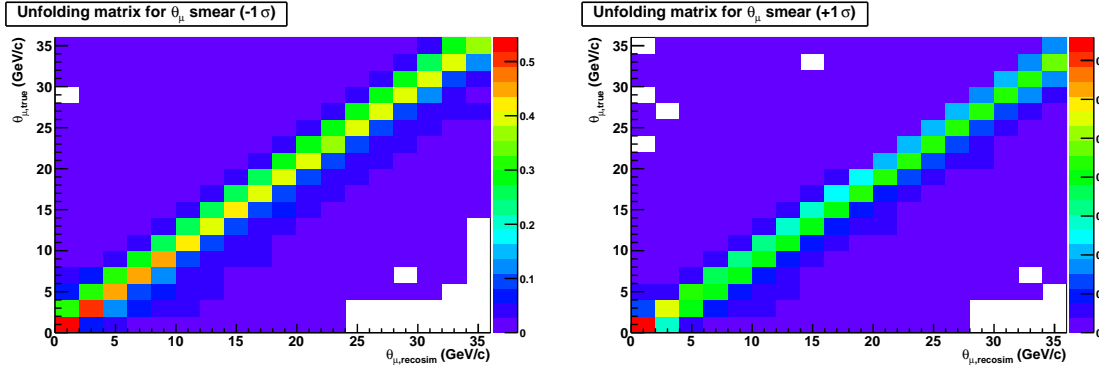 Unfolding matrix for θμ smear (-1 σ)
θμ,true (GeV/c)
35
30
25
20
15
10
5
0
0 5 10 15 20 25 30 35
θμ,recosim (GeV/c)
0.5
0.4
0.3
0.2
0.1
0
Unfolding matrix for θμ smear (+1 σ)
θμ,true (GeV/c)
35
30
25
20
15
10
5
0
0 5 10 15 20 25 30 35
θμ,recosim (GeV/c)